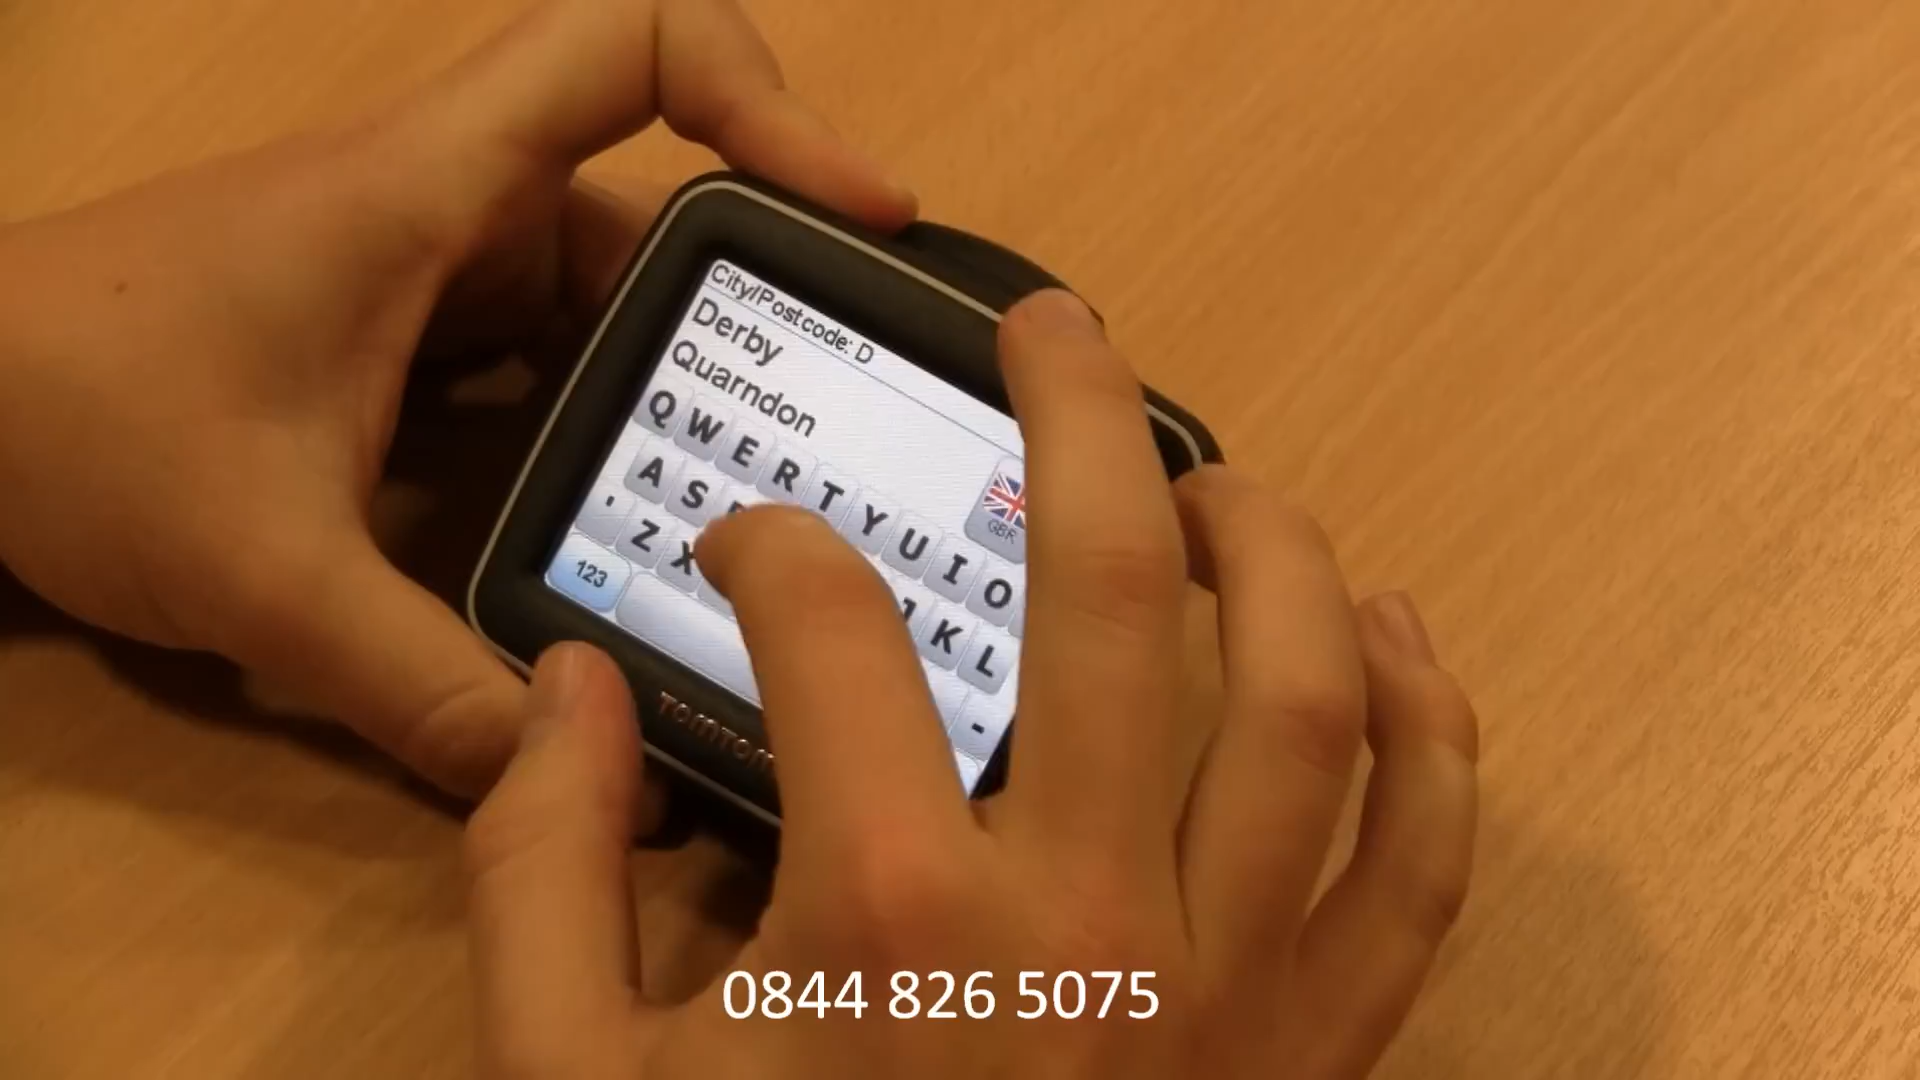 City/Postcode: D
Derby
Quarndon
Q W E R T Y U I O
GBR
A S J K L
' Z X -
123
TOMTOM
0844 826 5075